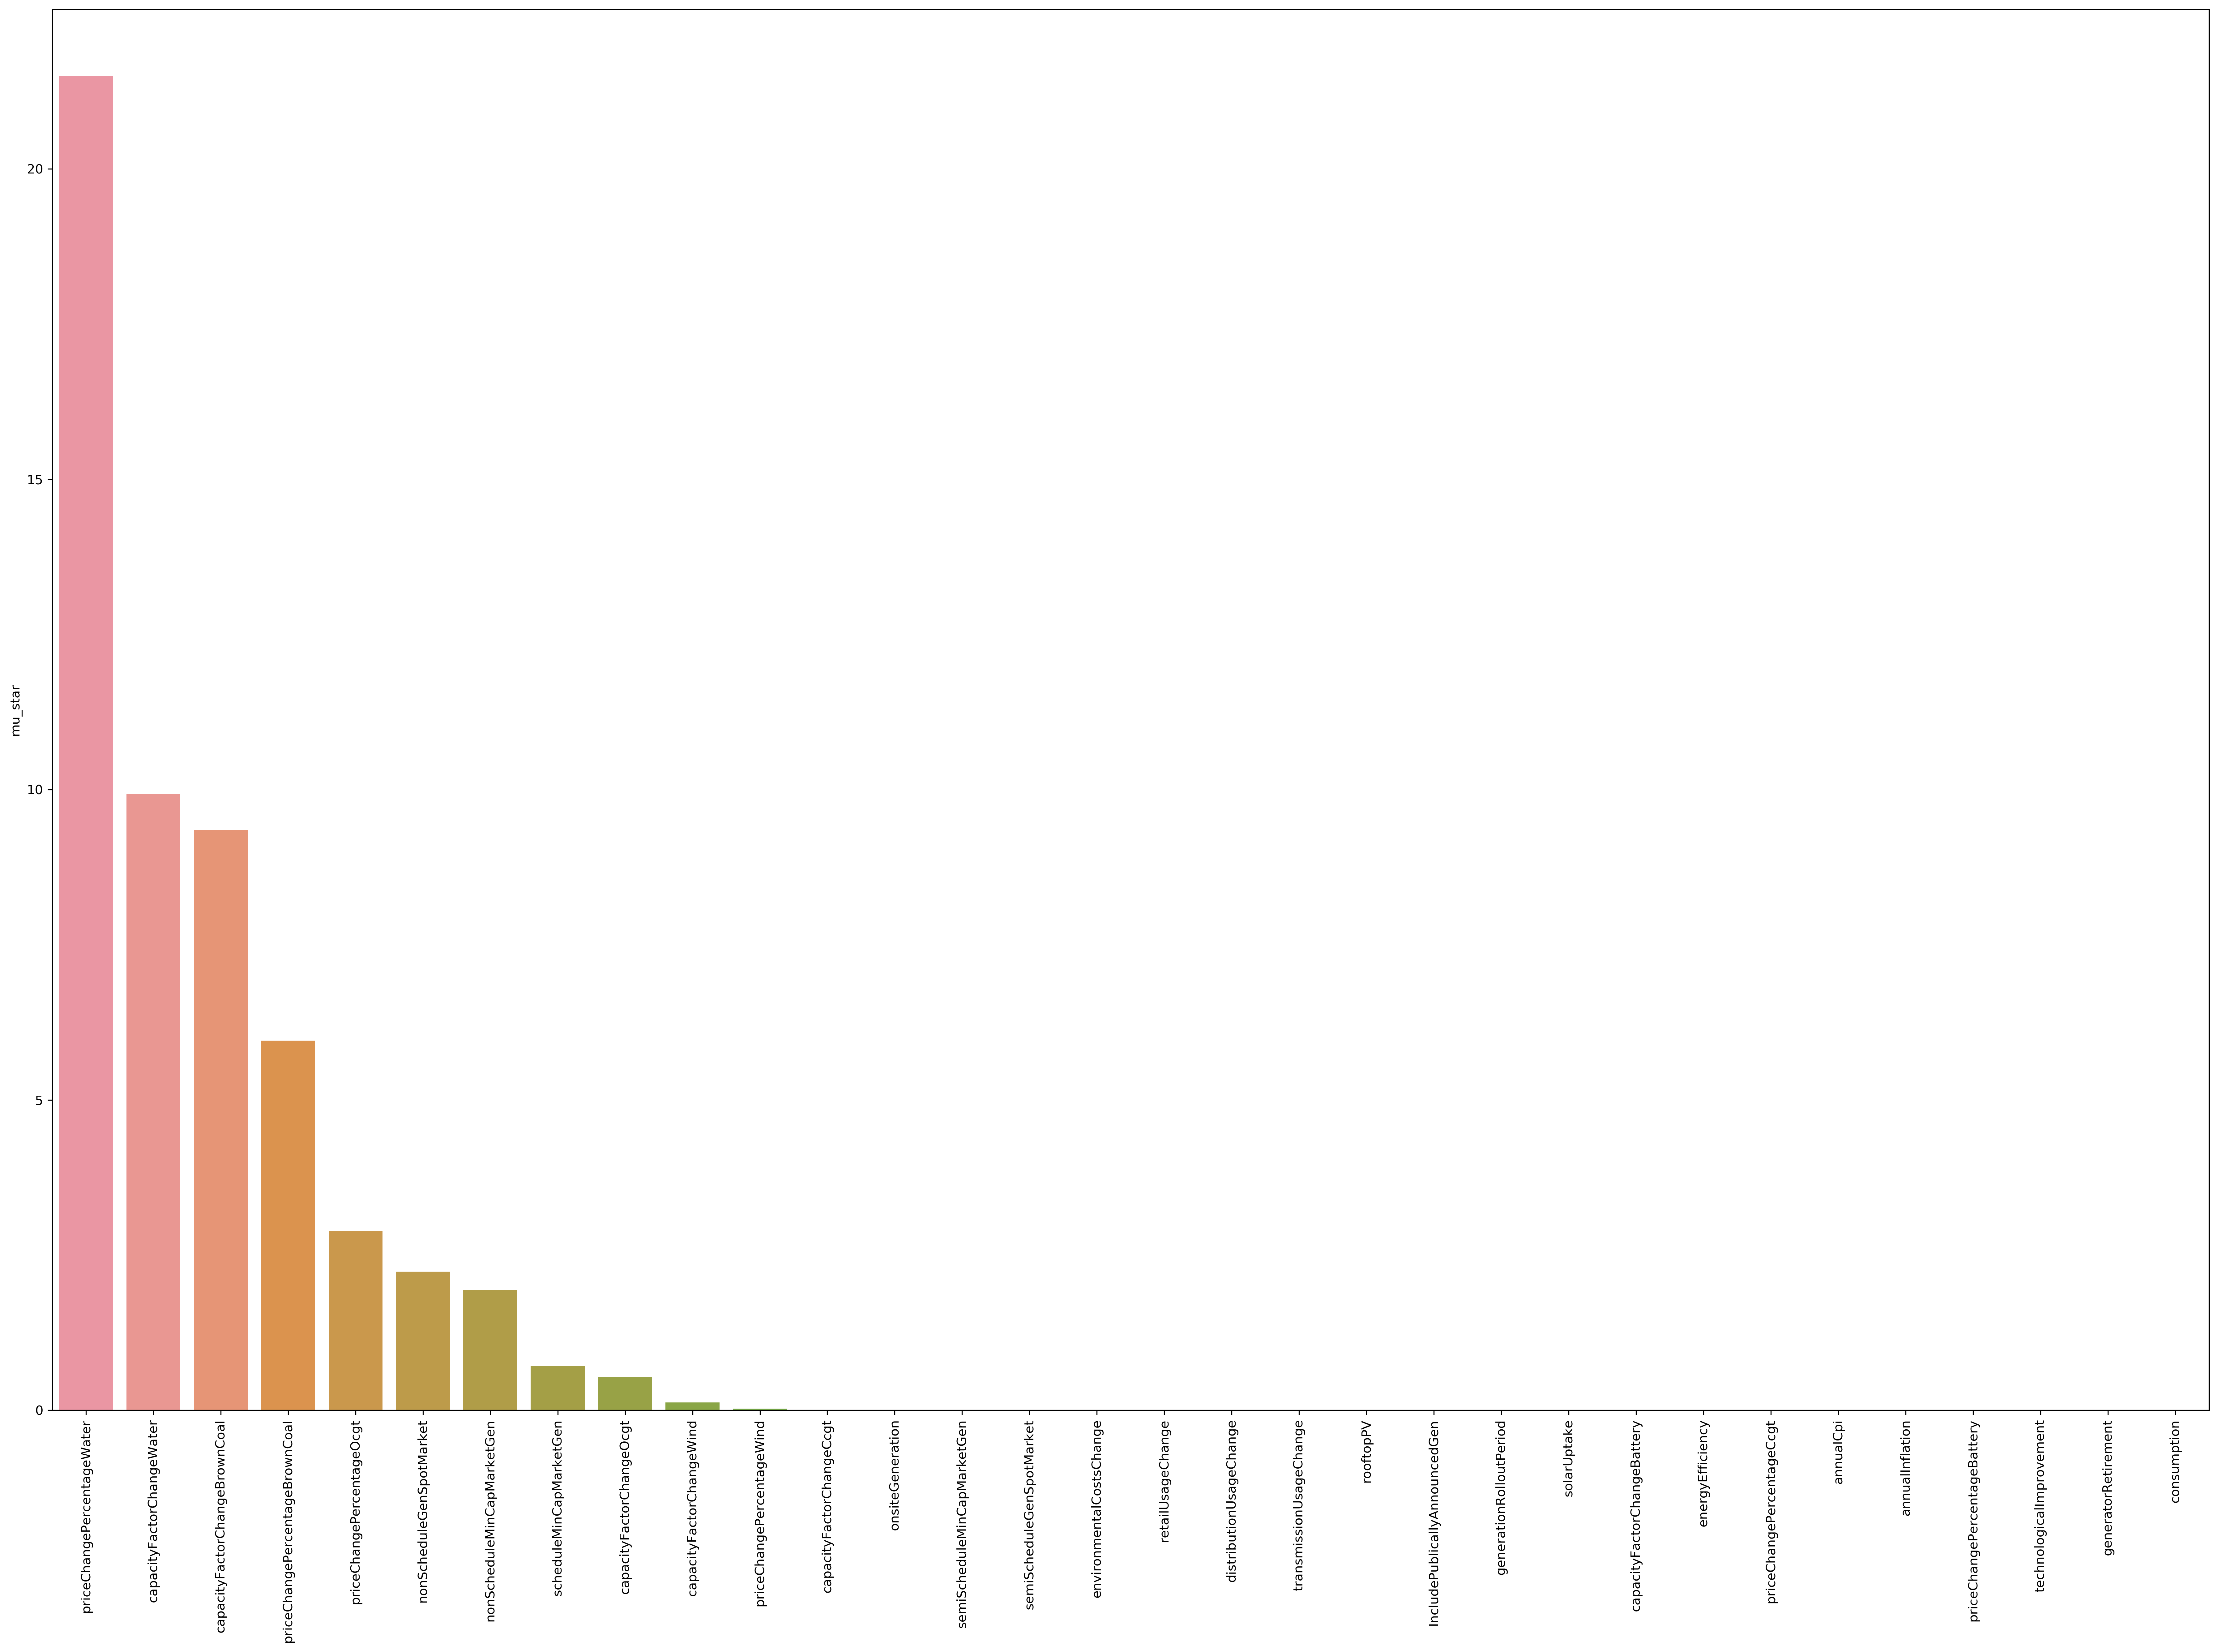 mu_star
20
15
10
5
0
priceChangePercentageWater
capacityFactorChangeWater
capacityFactorChangeBrownCoal
priceChangePercentageBrownCoal
priceChangePercentageOcgt
nonScheduleGenSpotMarket
nonScheduleMinCapMarketGen
scheduleMinCapMarketGen
capacityFactorChangeOcgt
capacityFactorChangeWind
priceChangePercentageWind
capacityFactorChangeCcgt
onsiteGeneration
semiScheduleMinCapMarketGen
semiScheduleGenSpotMarket
environmentalCostsChange
retailUsageChange
distributionUsageChange
transmissionUsageChange
rooftopPV
IncludePublicallyAnnouncedGen
generationRolloutPeriod
solarUptake
capacityFactorChangeBattery
energyEfficiency
priceChangePercentageCcgt
annualCpi
annualInflation
priceChangePercentageBattery
technologicalImprovement
generatorRetirement
consumption